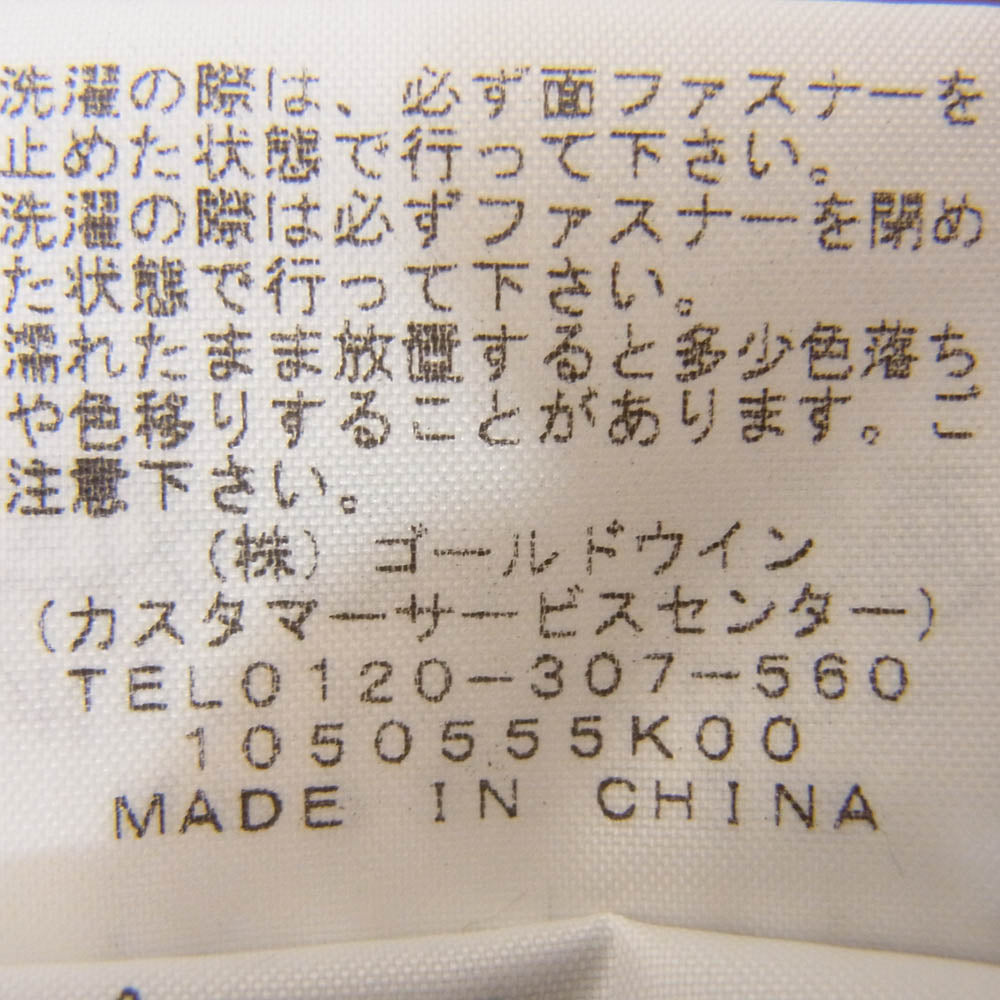 洗濯の際は、必ず面ファスナーを
止めた状態で行って下さい。
洗濯の際は必ずファスナーを閉め
た状態で行って下さい。
濡れたまま放置すると多少色落ち
や色移りすることがあります。ご
注意下さい。
(株)ゴールドウイン
(カスタマーサービスセンター)
TEL0120-307-560
1050555K00
MADE IN CHINA